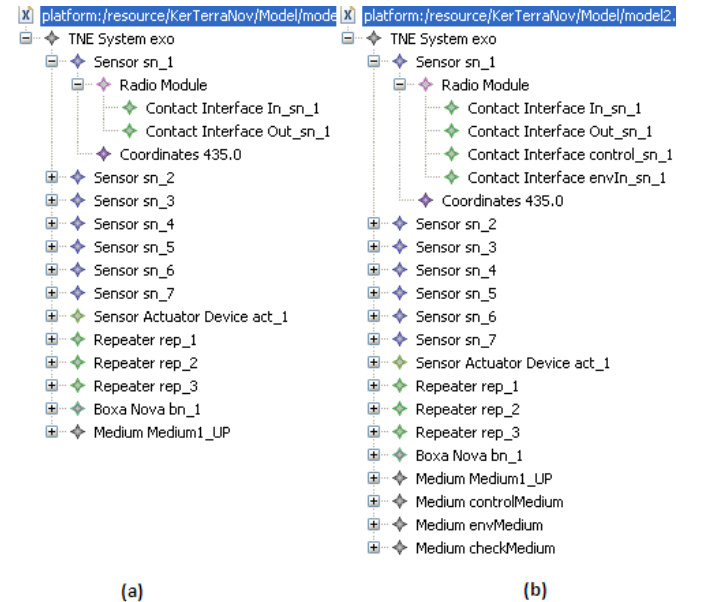 platform:/resource/KerTerraNov/Model/mode
TNE System exo
Sensor sn_1
Radio Module
Contact Interface In_sn_1
Contact Interface Out_sn_1
Coordinates 435.0
Sensor sn_2
Sensor sn_3
Sensor sn_4
Sensor sn_5
Sensor sn_6
Sensor sn_7
Sensor Actuator Device act_1
Repeater rep_1
Repeater rep_2
Repeater rep_3
Boxa Nova bn_1
Medium Medium1_UP
(a)
platform:/resource/KerTerraNov/Model/model2.
TNE System exo
Sensor sn_1
Radio Module
Contact Interface In_sn_1
Contact Interface Out_sn_1
Contact Interface control_sn_1
Contact Interface envIn_sn_1
Coordinates 435.0
Sensor sn_2
Sensor sn_3
Sensor sn_4
Sensor sn_5
Sensor sn_6
Sensor sn_7
Sensor Actuator Device act_1
Repeater rep_1
Repeater rep_2
Repeater rep_3
Boxa Nova bn_1
Medium Medium1_UP
Medium controlMedium
Medium envMedium
Medium checkMedium
(b)